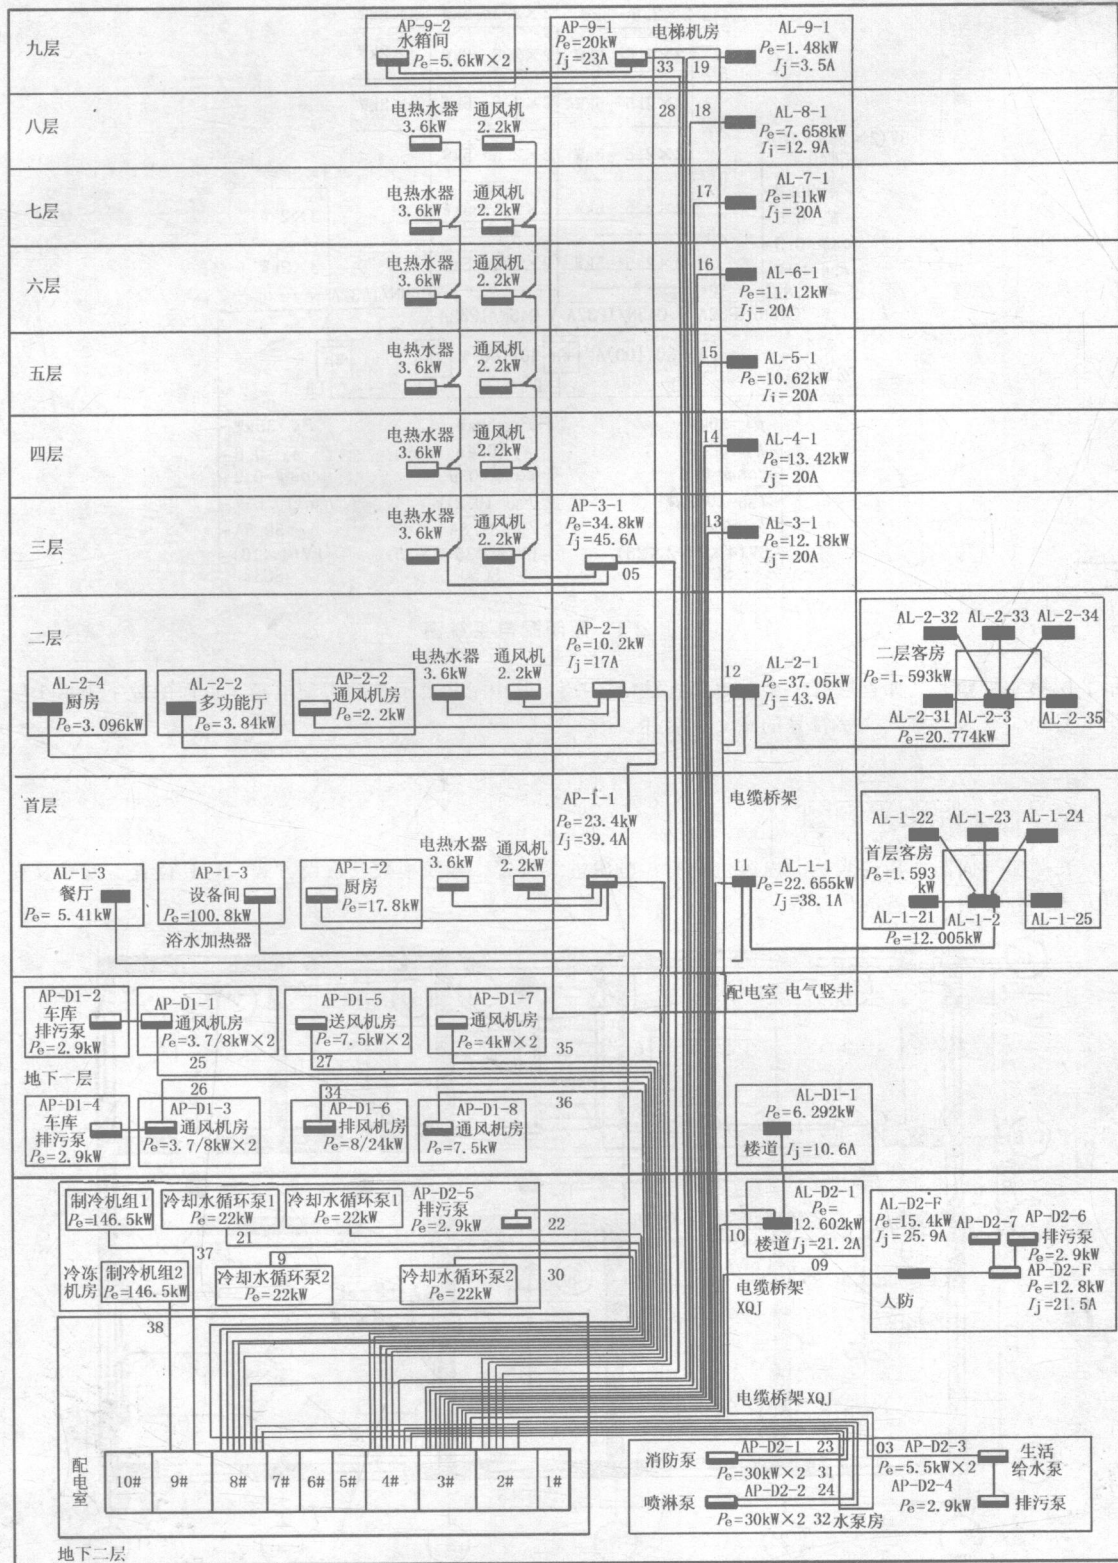 九层
AP-9-2
水箱间
Pe=5.6kW×2
AP-9-1
Pe=20kW
Ij=23A
电梯机房
33
19
AL-9-1
Pe=1.48kW
Ij=3.5A
八层
电热水器
3.6kW
通风机
2.2kW
28
18
AL-8-1
Pe=7.658kW
Ij=12.9A
七层
电热水器
3.6kW
通风机
2.2kW
17
AL-7-1
Pe=11kW
Ij=20A
六层
电热水器
3.6kW
通风机
2.2kW
16
AL-6-1
Pe=11.12kW
Ij=20A
五层
电热水器
3.6kW
通风机
2.2kW
15
AL-5-1
Pe=10.62kW
Ij=20A
四层
电热水器
3.6kW
通风机
2.2kW
14
AL-4-1
Pe=13.42kW
Ij=20A
三层
电热水器
3.6kW
通风机
2.2kW
AP-3-1
Pe=34.8kW
Ij=45.6A
05
13
AL-3-1
Pe=12.18kW
Ij=20A
二层
AL-2-4
厨房
Pe=3.096kW
AL-2-2
多功能厅
Pe=3.84kW
AP-2-2
通风机房
Pe=2.2kW
电热水器
3.6kW
通风机
2.2kW
AP-2-1
Pe=10.2kW
Ij=17A
12
AL-2-1
Pe=37.05kW
Ij=43.9A
AL-2-32
AL-2-33
AL-2-34
二层客房
Pe=1.593kW
AL-2-31
AL-2-3
AL-2-35
Pe=20.774kW
首层
AL-1-3
餐厅
Pe= 5.41kW
AP-1-3
设备间
Pe=100.8kW
浴水加热器
AP-1-2
厨房
Pe=17.8kW
电热水器
3.6kW
通风机
2.2kW
AP-1-1
Pe=23.4kW
Ij=39.4A
电缆桥架
11
AL-1-1
Pe=22.655kW
Ij=38.1A
AL-1-22
AL-1-23
AL-1-24
首层客房
Pe=1.593
kW
AL-1-21
AL-1-2
AL-1-25
Pe=12.005kW
配电室 电气竖井
AP-D1-2
车库
排污泵
Pe=2.9kW
AP-D1-1
通风机房
Pe=3.7/8kW×2
25
AP-D1-5
送风机房
Pe=7.5kW×2
27
AP-D1-7
通风机房
Pe=4kW×2
35
地下一层
AP-D1-4
车库
排污泵
Pe=2.9kW
26
AP-D1-3
通风机房
Pe=3.7/8kW×2
34
AP-D1-6
排风机房
Pe=8/24kW
36
AP-D1-8
通风机房
Pe=7.5kW
AL-D1-1
Pe=6.292kW
楼道 Ij=10.6A
制冷机组1
Pe=146.5kW
冷却水循环泵1
Pe=22kW
21
冷却水循环泵1
Pe=22kW
AP-D2-5
排污泵
Pe=2.9kW
22
37
冷冻
机房
制冷机组2
Pe=146.5kW
9
冷却水循环泵2
Pe=22kW
冷却水循环泵2
Pe=22kW
30
38
AL-D2-1
Pe=
12.602kW
楼道 Ij=21.2A
10
09
电缆桥架
XQJ
AL-D2-F
Pe=15.4kW
Ij=25.9A
人防
AP-D2-7
AP-D2-6
排污泵
Pe=2.9kW
AP-D2-F
Pe=12.8kW
Ij=21.5A
电缆桥架XQJ
配
电
室
10#
9#
8#
7#
6#
5#
4#
3#
2#
1#
消防泵
AP-D2-1
23
Pe=30kW×2
31
喷淋泵
AP-D2-2
24
Pe=30kW×2
32
水泵房
03
AP-D2-3
Pe=5.5kW×2
生活
给水泵
AP-D2-4
Pe=2.9kW
排污泵
地下二层